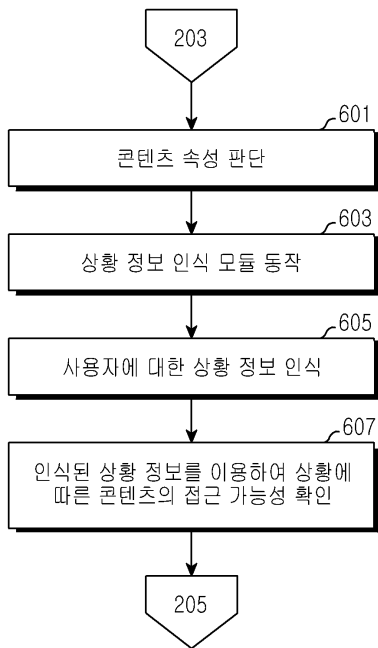 203
601
콘텐츠 속성 판단
603
상황 정보 인식 모듈 동작
605
사용자에 대한 상황 정보 인식
607
인식된 상황 정보를 이용하여 상황에
따른 콘텐츠의 접근 가능성 확인
205